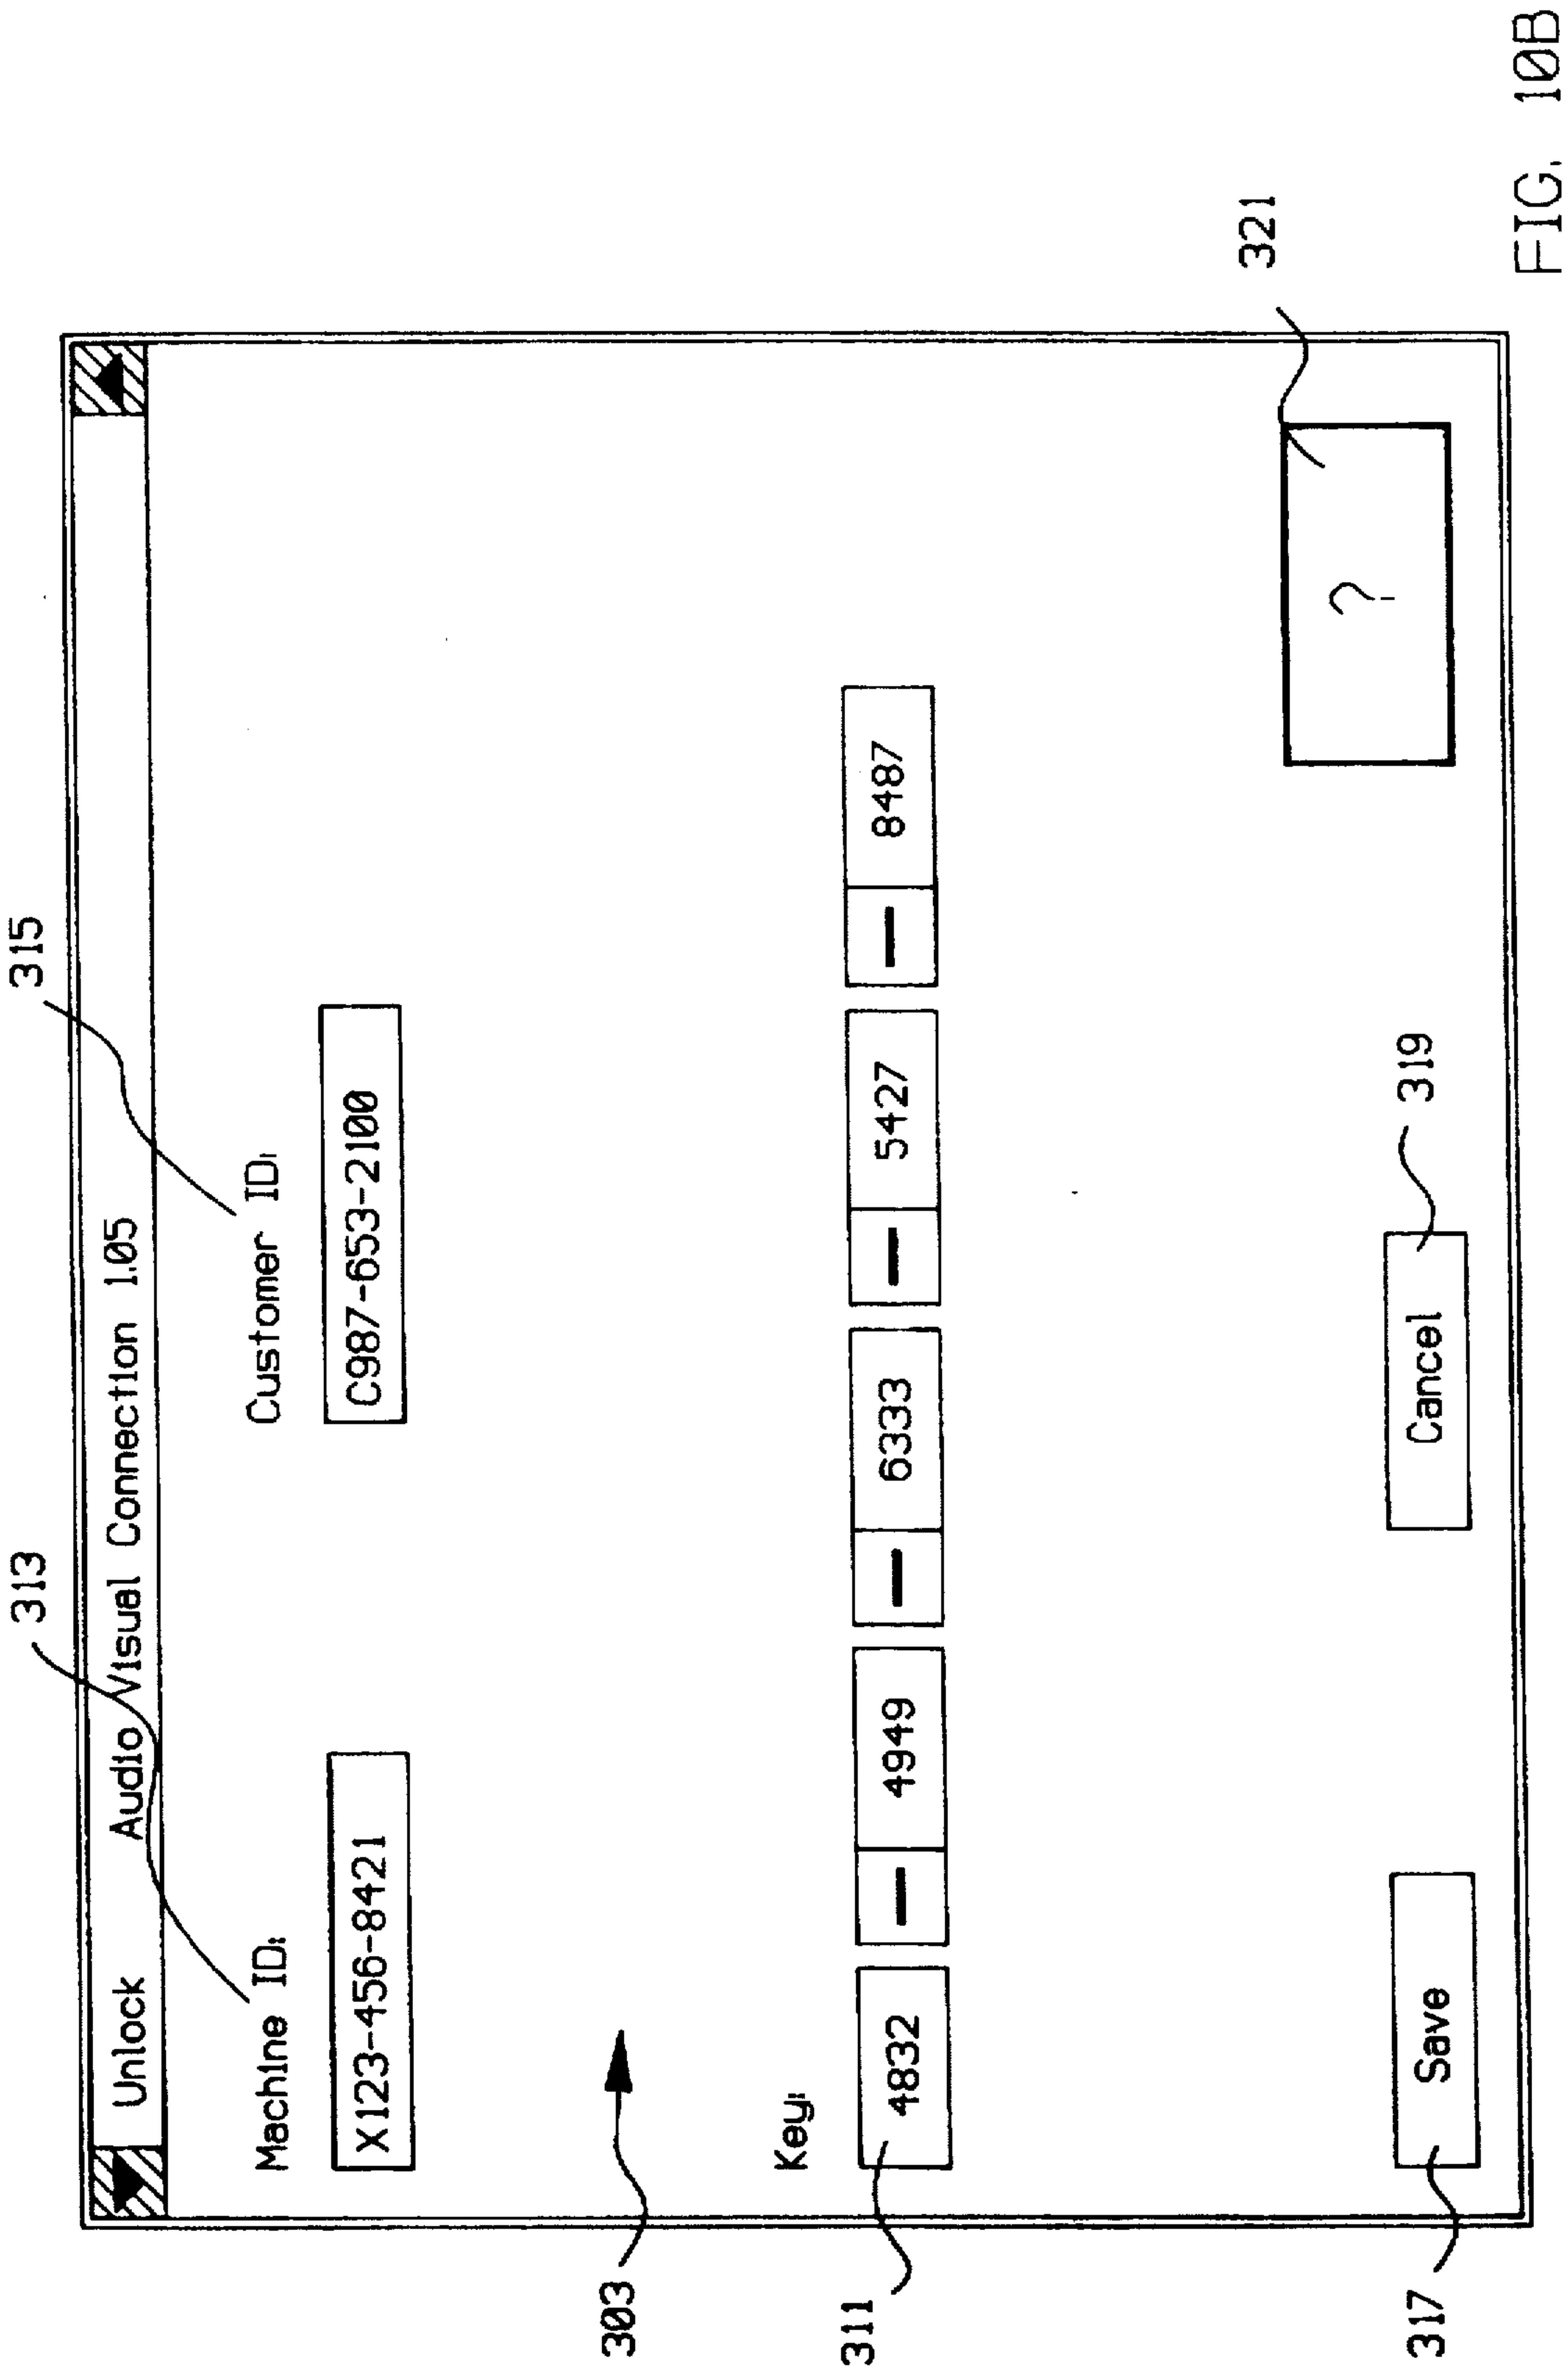 313 315
Unlock Audio Visual Connection 1.05
Machine ID: Customer ID:
X123-456-8421 C987-653-2100
303
Key:
311 4832 — 4949 — 6333 — 5427 — 8487
321
?
317 Save Cancel 319
FIG. 10B